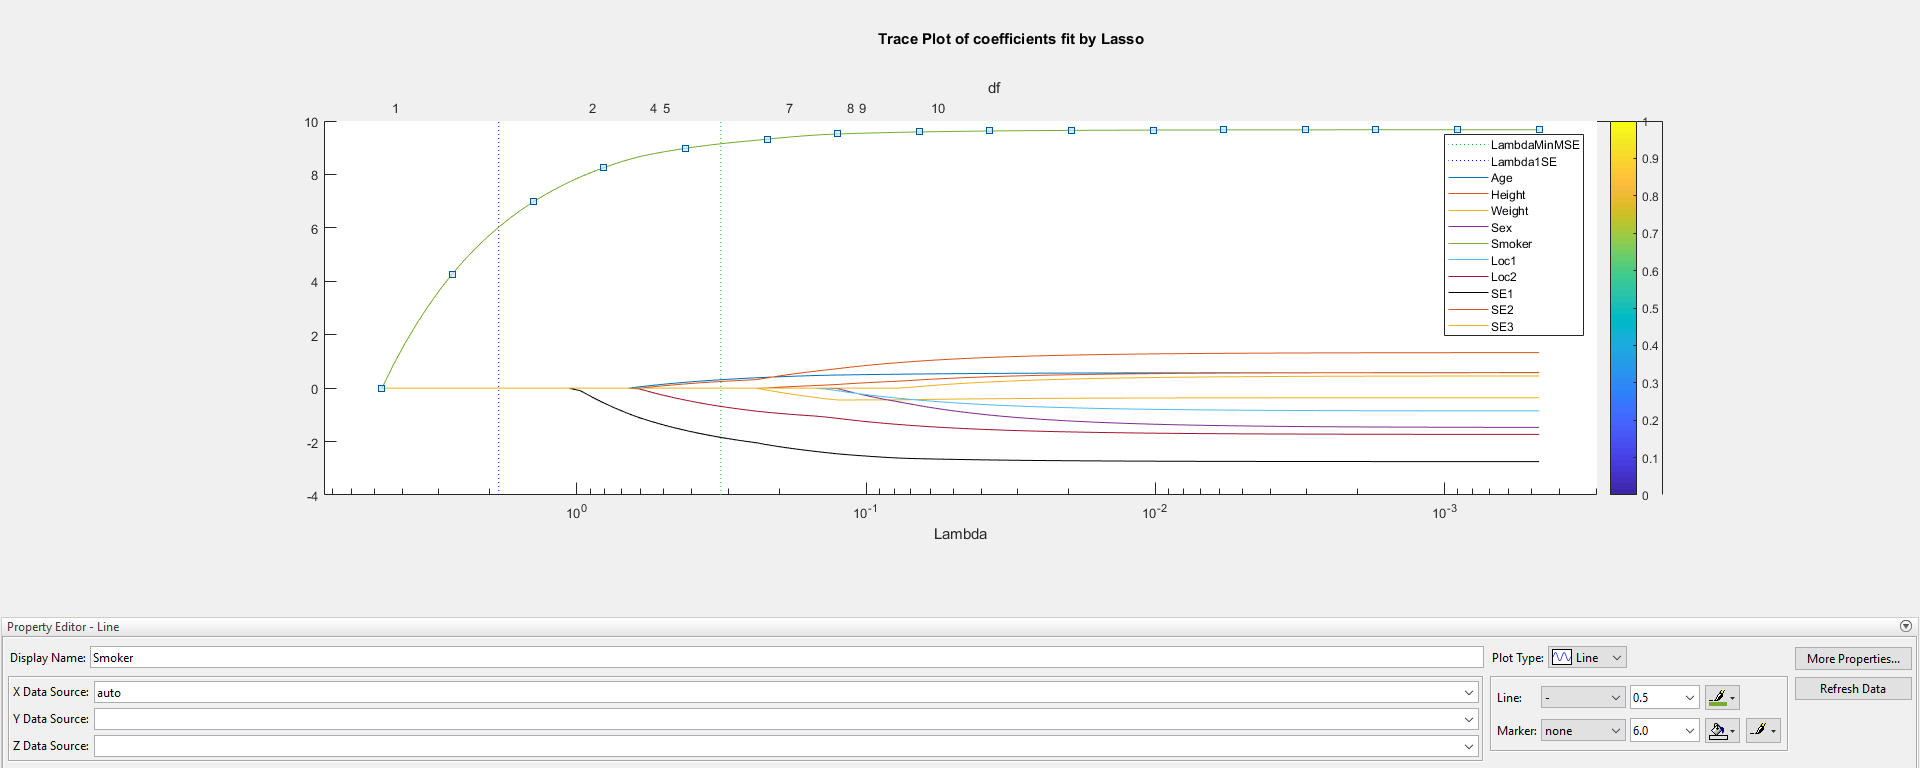 Trace Plot of coefficients fit by Lasso
df
1 2 4 5 7 8 9 10
10
8
6
4
2
0
-2
-4
10^0 10^-1 10^-2 10^-3
Lambda
LambdaMinMSE
Lambda1SE
Age
Height
Weight
Sex
Smoker
Loc1
Loc2
SE1
SE2
SE3
1
0.9
0.8
0.7
0.6
0.5
0.4
0.3
0.2
0.1
0
Property Editor - Line
Display Name: Smoker Plot Type: Line More Properties...
X Data Source: auto Line: - 0.5 Refresh Data
Y Data Source:
Marker: none 6.0
Z Data Source: